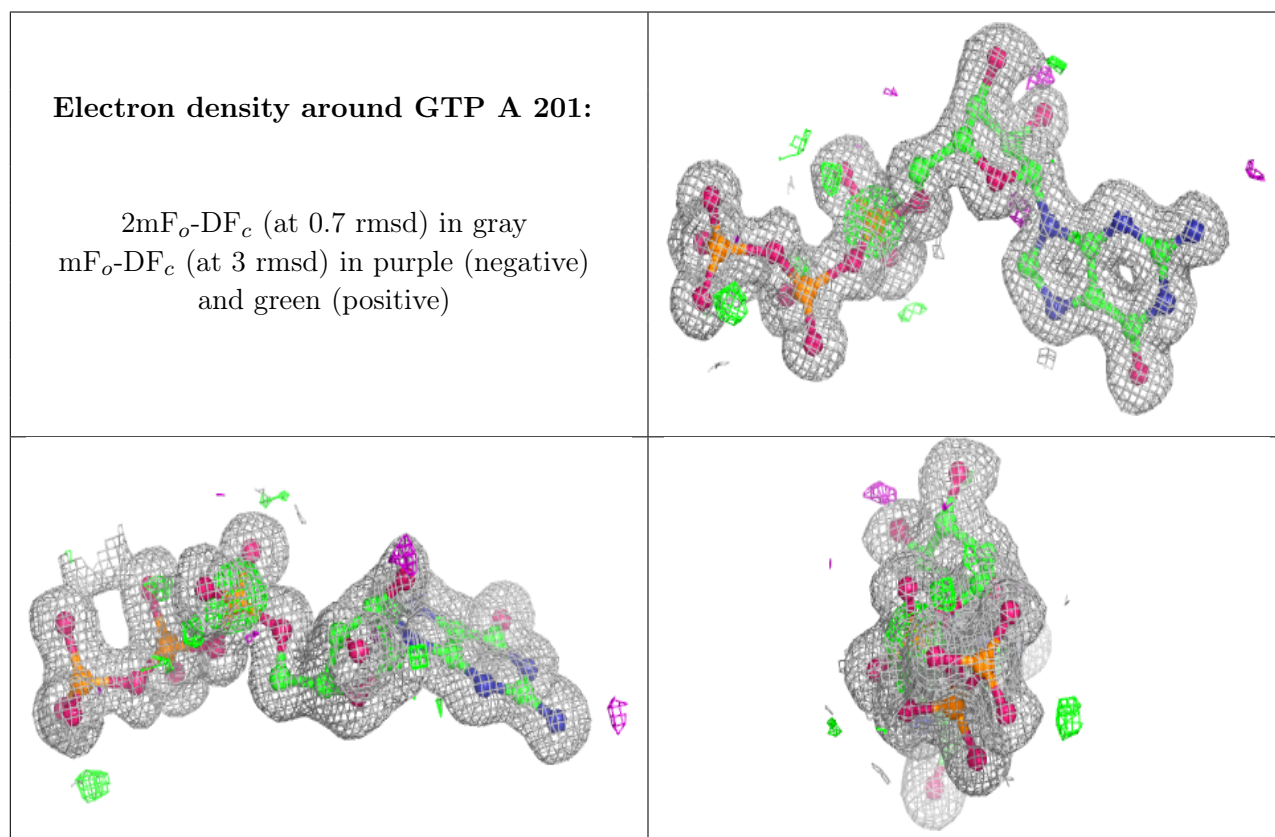 Electron density around GTP A 201:
2mFₒ-DF𝒸 (at 0.7 rmsd) in gray
mFₒ-DF𝒸 (at 3 rmsd) in purple (negative)
and green (positive)